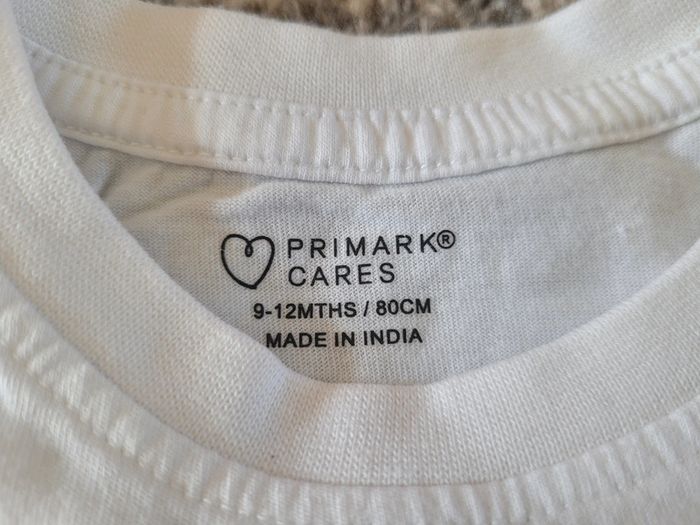 PRIMARK®
CARES
9-12MTHS / 80CM
MADE IN INDIA